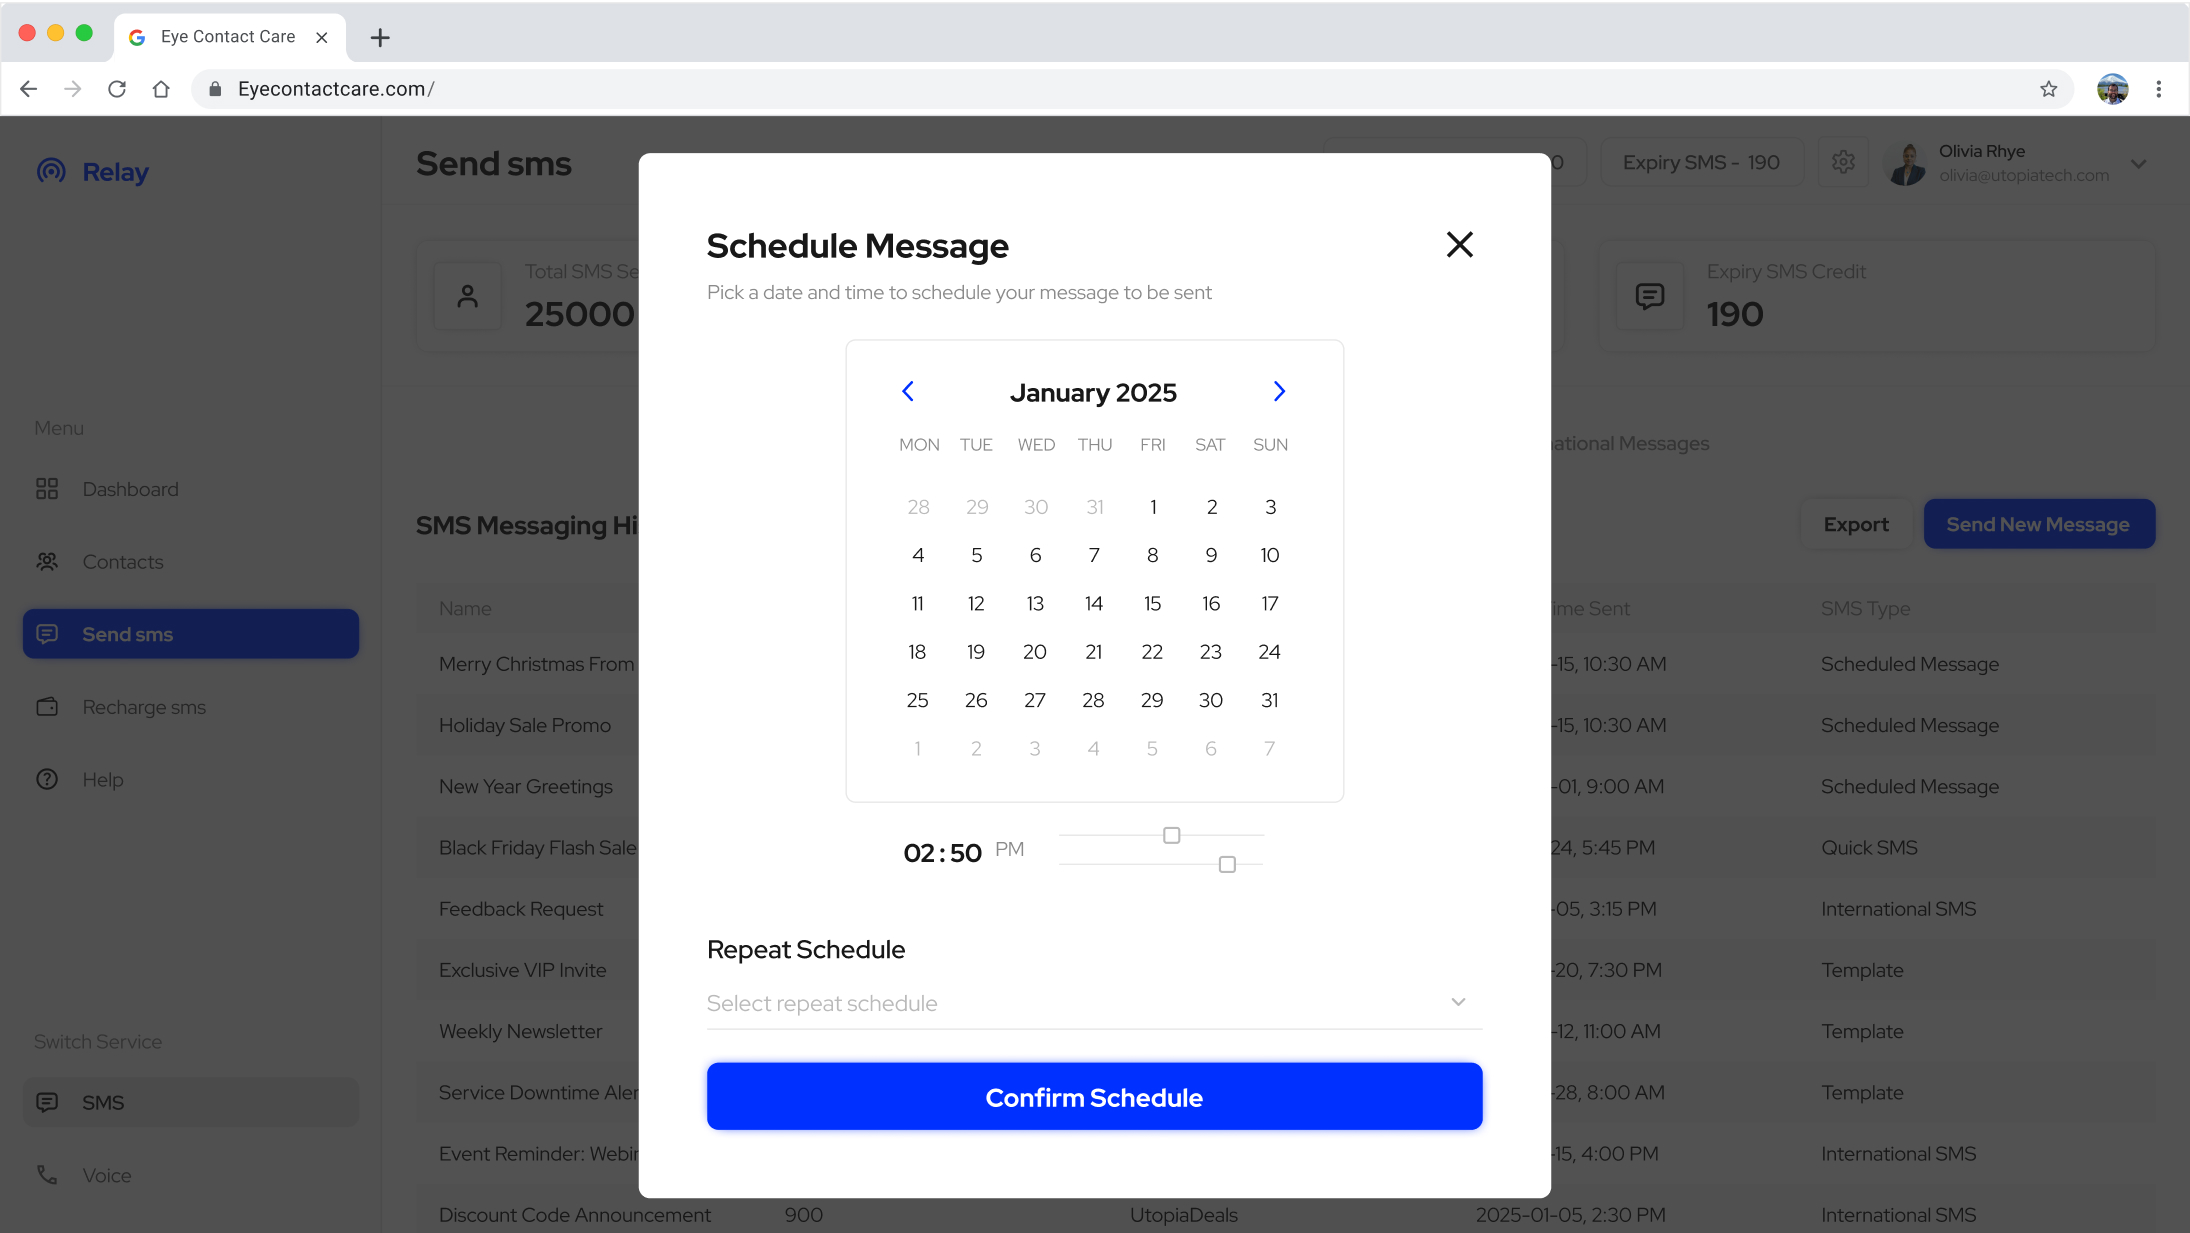 Eye Contact Care
Eyecontactcare.com/
Relay
Send sms
0
Expiry SMS - 190
Olivia Rhye
olivia@utopiatech.com
Total SMS Se
25000
Expiry SMS Credit
190
Menu
Dashboard
Contacts
Send sms
Recharge sms
Help
Switch Service
SMS
Voice
ational Messages
SMS Messaging Hi
Export
Send New Message
Name
ime Sent
SMS Type
Merry Christmas From
-15, 10:30 AM
Scheduled Message
Holiday Sale Promo
-15, 10:30 AM
Scheduled Message
New Year Greetings
-01, 9:00 AM
Scheduled Message
Black Friday Flash Sale
24, 5:45 PM
Quick SMS
Feedback Request
-05, 3:15 PM
International SMS
Exclusive VIP Invite
-20, 7:30 PM
Template
Weekly Newsletter
-12, 11:00 AM
Template
Service Downtime Aler
-28, 8:00 AM
Template
Event Reminder: Webin
-15, 4:00 PM
International SMS
Discount Code Announcement
900
UtopiaDeals
2025-01-05, 2:30 PM
International SMS
Schedule Message
Pick a date and time to schedule your message to be sent
January 2025
MON TUE WED THU FRI SAT SUN
28 29 30 31 1 2 3
4 5 6 7 8 9 10
11 12 13 14 15 16 17
18 19 20 21 22 23 24
25 26 27 28 29 30 31
1 2 3 4 5 6 7
02:50 PM
Repeat Schedule
Select repeat schedule
Confirm Schedule